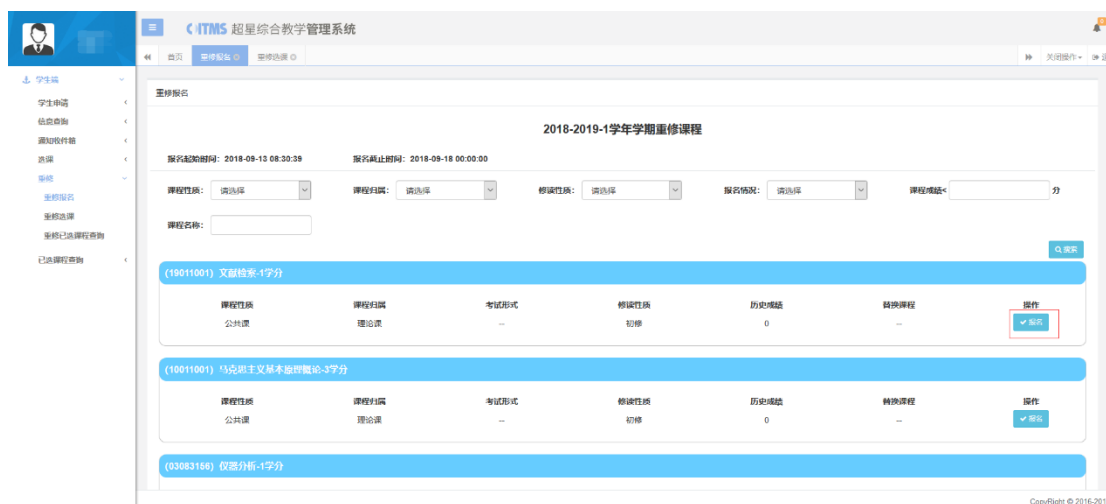 CHTMS 超星综合教学管理系统
首页 重修报名 重修选课 关闭操作
学生端
学生申请
信息查询
通知收件箱
选课
重修
重修报名
重修选课
重修已选课程查询
已选课程查询
重修报名
2018-2019-1学年学期重修课程
报名起始时间：2018-09-13 08:30:39 报名截止时间：2018-09-18 00:00:00
课程性质： 请选择 课程归属： 请选择 修读性质： 请选择 报名情况： 请选择 课程成绩< 分
课程名称：
搜索
(19011001) 文献检索-1学分
课程性质 课程归属 考试形式 修读性质 历史成绩 替换课程 操作
公共课 理论课 -- 初修 0 -- 报名
(10011001) 马克思主义基本原理概论-3学分
课程性质 课程归属 考试形式 修读性质 历史成绩 替换课程 操作
公共课 理论课 -- 初修 0 -- 报名
(03083156) 仪器分析-1学分
CopyRight © 2016-201